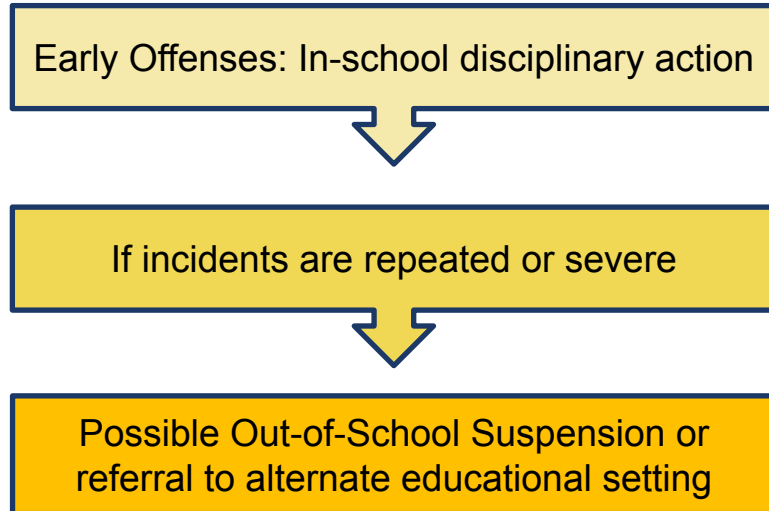 Early Offenses: In-school disciplinary action
If incidents are repeated or severe
Possible Out-of-School Suspension or
referral to alternate educational setting